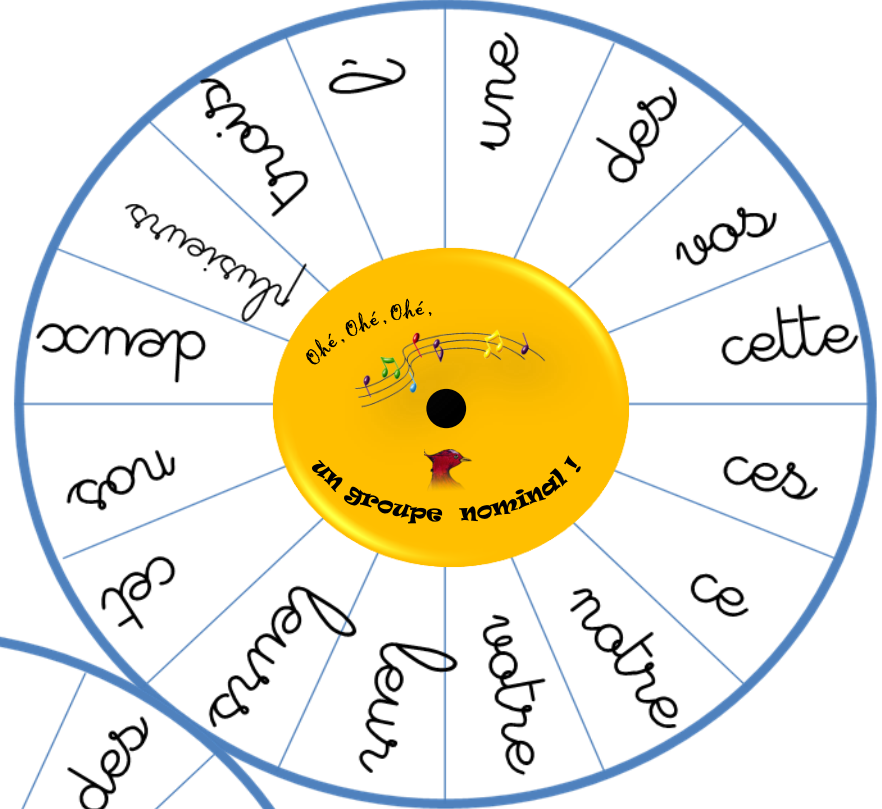 une
des
vos
cette
ces
ce
notre
votre
leur
leurs
cet
nos
deux
plusieurs
trois
l'
Ohé, Ohé, Ohé,
un groupe nominal !
des